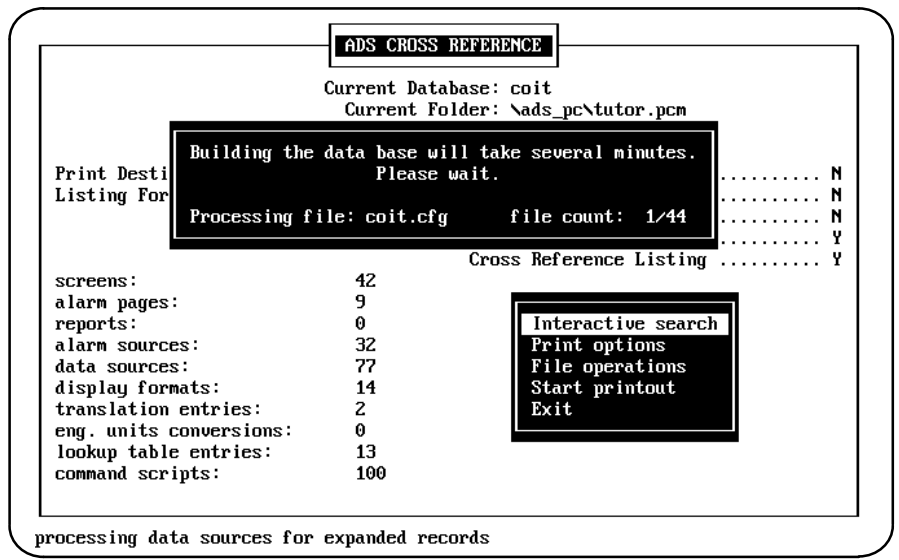 ADS CROSS REFERENCE
Current Database: coit
Current Folder: \ads_pc\tutor.pcm
Building the data base will take several minutes.
Please wait.
Processing file: coit.cfg file count: 1/44
Print Desti .......... N
Listing For .......... N
.......... N
.......... Y
Cross Reference Listing .......... Y
screens: 42
alarm pages: 9
reports: 0
alarm sources: 32
data sources: 77
display formats: 14
translation entries: 2
eng. units conversions: 0
lookup table entries: 13
command scripts: 100
Interactive search
Print options
File operations
Start printout
Exit
processing data sources for expanded records